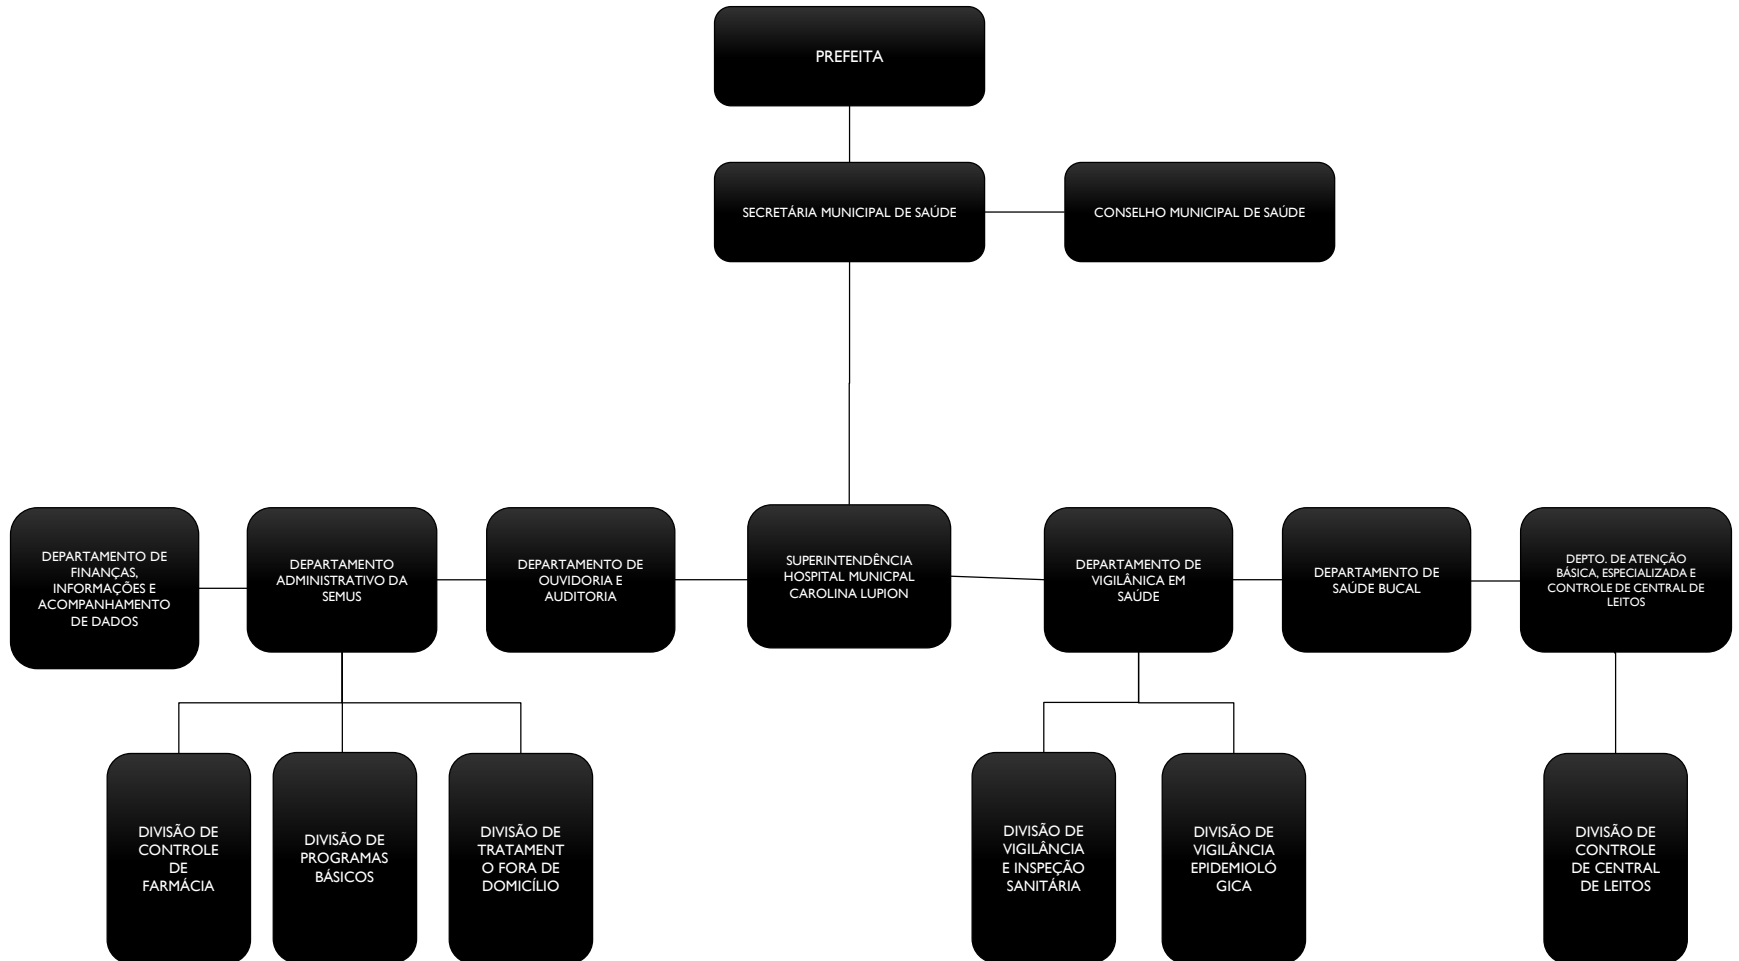 PREFEITA
SECRETÁRIA MUNICIPAL DE SAÚDE
CONSELHO MUNICIPAL DE SAÚDE
DEPARTAMENTO DE
FINANÇAS,
INFORMAÇÕES E
ACOMPANHAMENTO
DE DADOS
DEPARTAMENTO
ADMINISTRATIVO DA
SEMUS
DEPARTAMENTO DE
OUVIDORIA E
AUDITORIA
SUPERINTENDÊNCIA
HOSPITAL MUNICPAL
CAROLINA LUPION
DEPARTAMENTO DE
VIGILÂNICA EM
SAÚDE
DEPARTAMENTO DE
SAÚDE BUCAL
DEPTO. DE ATENÇÃO
BÁSICA, ESPECIALIZADA E
CONTROLE DE CENTRAL DE
LEITOS
DIVISÃO DE
CONTROLE
DE
FARMÁCIA
DIVISÃO DE
PROGRAMAS
BÁSICOS
DIVISÃO DE
TRATAMENT
O FORA DE
DOMICÍLIO
DIVISÃO DE
VIGILÂNCIA
E INSPEÇÃO
SANITÁRIA
DIVISÃO DE
VIGILÂNCIA
EPIDEMIOLÓ
GICA
DIVISÃO DE
CONTROLE
DE CENTRAL
DE LEITOS